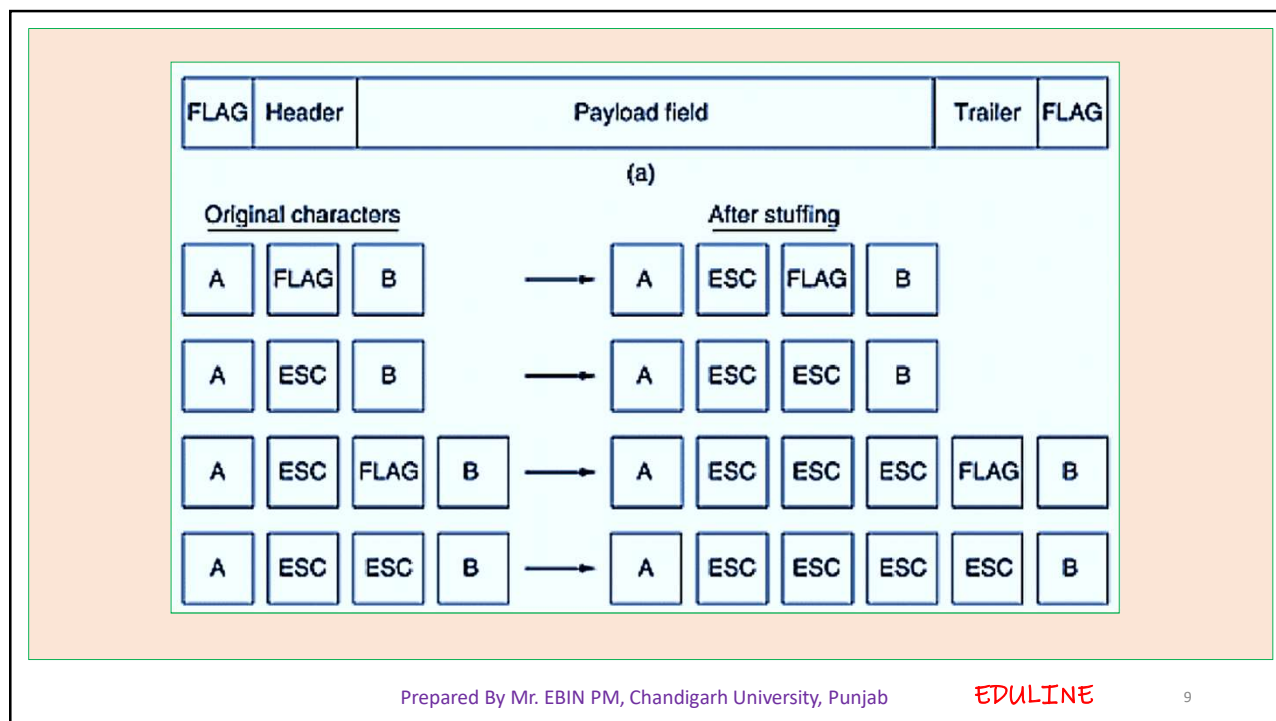 FLAG Header Payload field Trailer FLAG
(a)
Original characters After stuffing
A FLAG B A ESC FLAG B
A ESC B A ESC ESC B
A ESC FLAG B A ESC ESC ESC FLAG B
A ESC ESC B A ESC ESC ESC ESC B
Prepared By Mr. EBIN PM, Chandigarh University, Punjab EDULINE 9